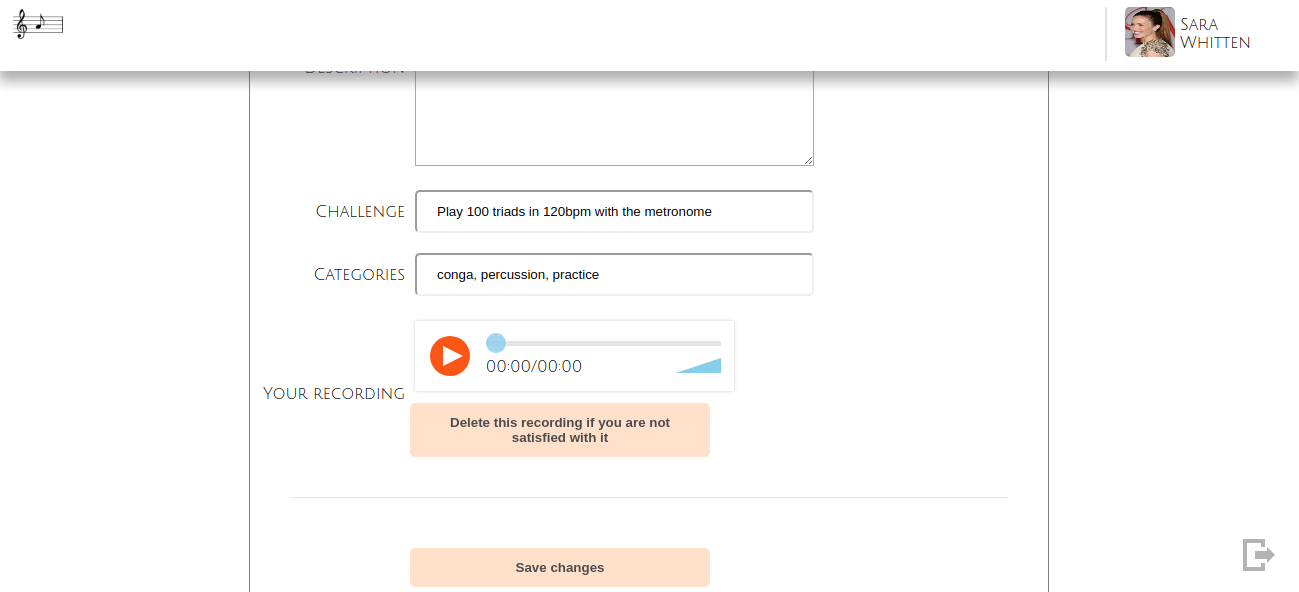 Sara
Whitten
Description
Challenge
Play 100 triads in 120bpm with the metronome
Categories
conga, percussion, practice
00:00/00:00
Your recording
Delete this recording if you are not
satisfied with it
Save changes